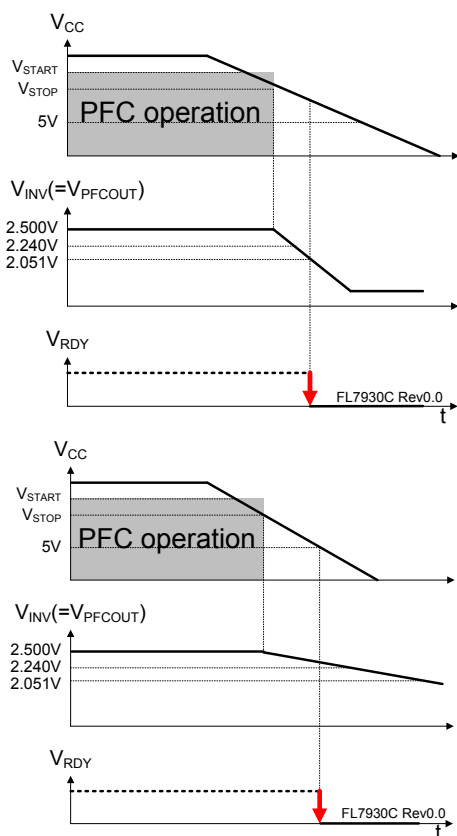 VCC
VSTART
VSTOP
5V
PFC operation
VINV(=VPFCOUT)
2.500V
2.240V
2.051V
VRDY
FL7930C Rev0.0
t
VCC
VSTART
VSTOP
5V
PFC operation
VINV(=VPFCOUT)
2.500V
2.240V
2.051V
VRDY
FL7930C Rev0.0
t